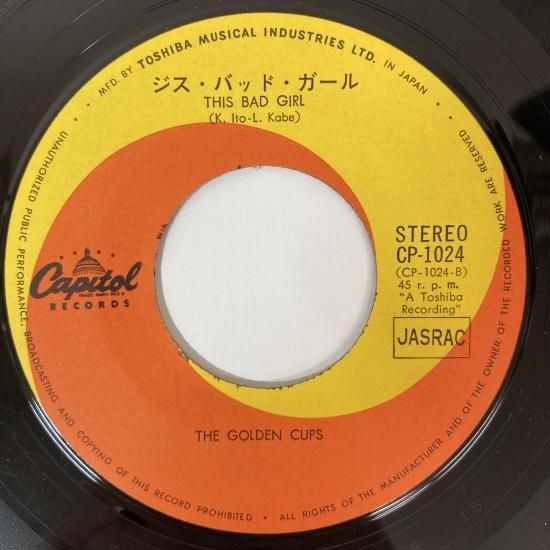 • MFD. BY TOSHIBA MUSICAL INDUSTRIES LTD. IN JAPAN •
ジス・バッド・ガール
THIS BAD GIRL
(K. Ito-L. Kabe)
Capitol
TRADE MARK REG.
RECORDS
STEREO
CP-1024
(CP-1024-B)
45 r. p. m.
"A Toshiba
Recording"
JASRAC
THE GOLDEN CUPS
UNAUTHORIZED PUBLIC PERFORMANCE, BROADCASTING AND COPYING OF THIS RECORD PROHIBITED • ALL RIGHTS OF THE MANUFACTURER AND OF THE OWNER OF THE RECORDED WORK ARE RESERVED